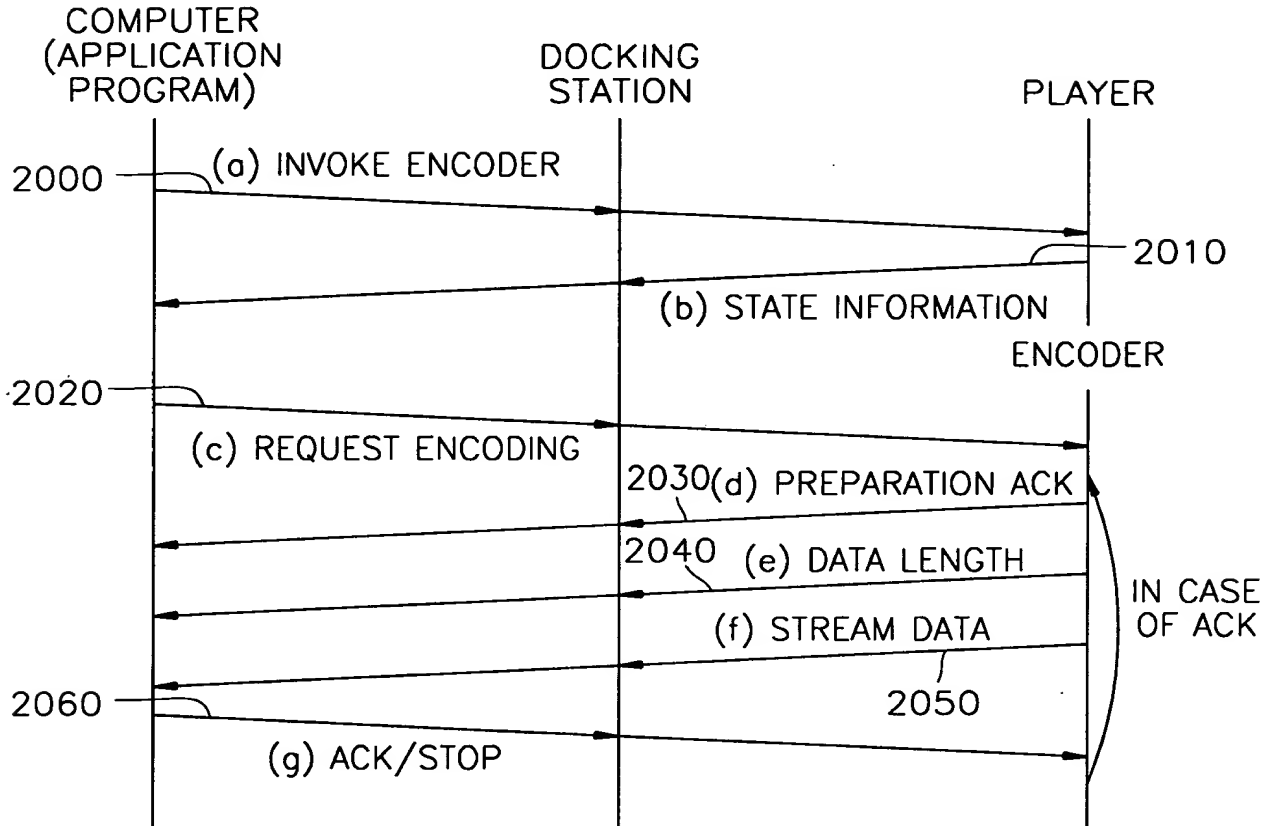 COMPUTER
(APPLICATION
PROGRAM)
DOCKING
STATION
PLAYER
2000
(a) INVOKE ENCODER
2010
(b) STATE INFORMATION
ENCODER
2020
(c) REQUEST ENCODING
2030
(d) PREPARATION ACK
2040
(e) DATA LENGTH
IN CASE
OF ACK
(f) STREAM DATA
2050
2060
(g) ACK/STOP